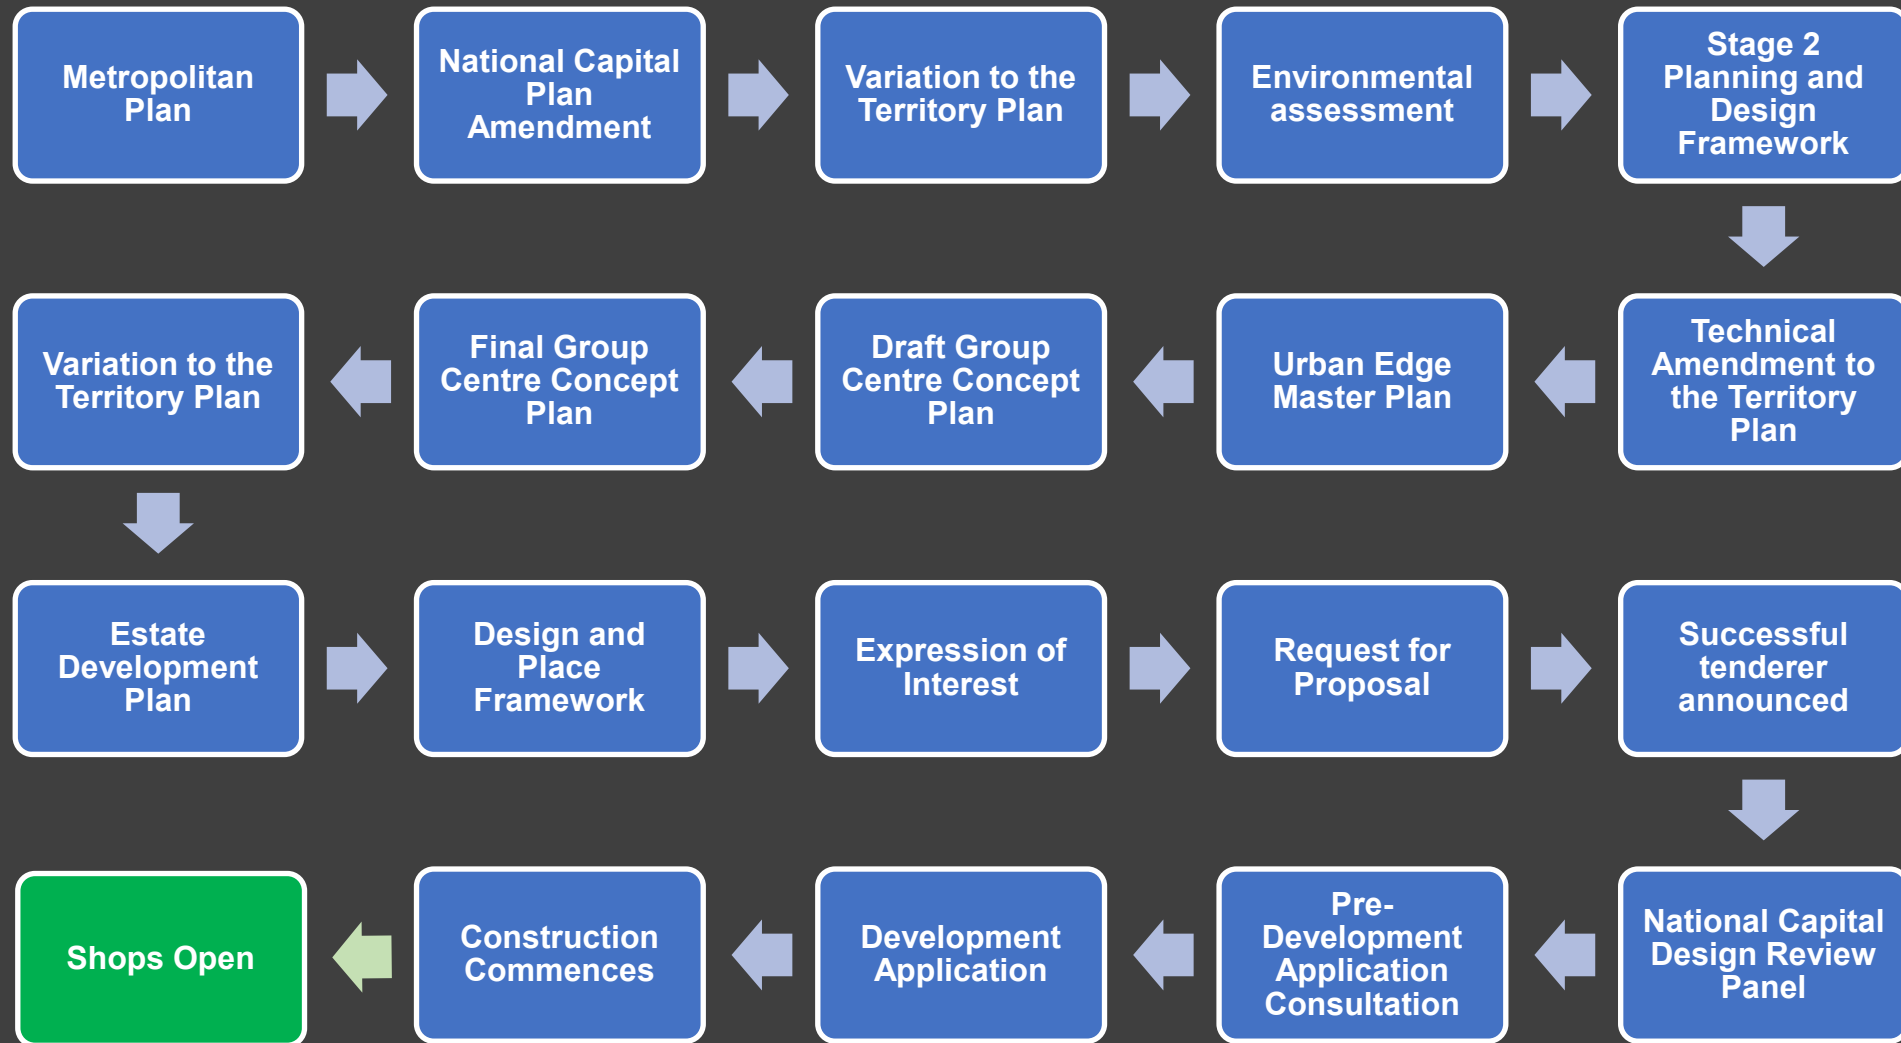 Metropolitan
Plan
National Capital
Plan
Amendment
Variation to the
Territory Plan
Environmental
assessment
Stage 2
Planning and
Design
Framework
Technical
Amendment to
the Territory
Plan
Urban Edge
Master Plan
Draft Group
Centre Concept
Plan
Final Group
Centre Concept
Plan
Variation to the
Territory Plan
Estate
Development
Plan
Design and
Place
Framework
Expression of
Interest
Request for
Proposal
Successful
tenderer
announced
National Capital
Design Review
Panel
Pre-
Development
Application
Consultation
Development
Application
Construction
Commences
Shops Open